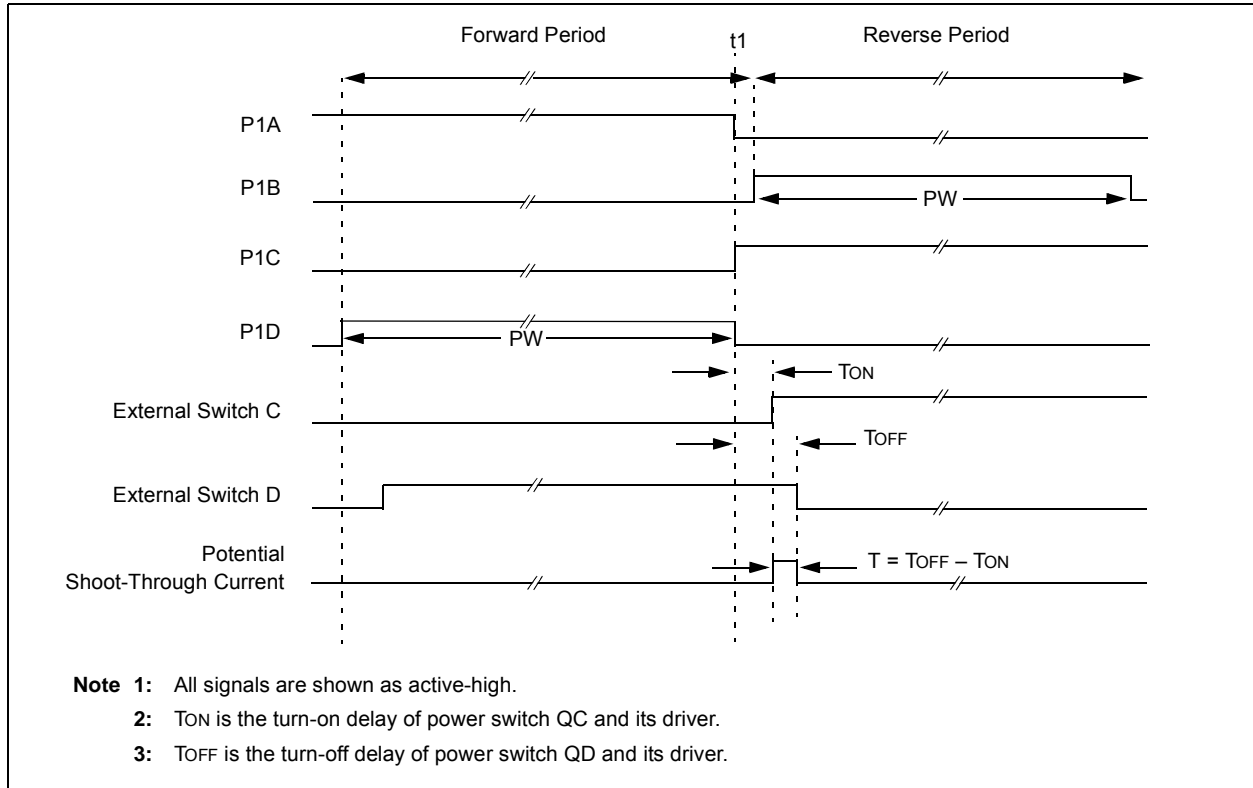 Forward Period
t1
Reverse Period
P1A
P1B
PW
P1C
P1D
PW
TON
External Switch C
TOFF
External Switch D
Potential
Shoot-Through Current
T = TOFF – TON
Note 1: All signals are shown as active-high.
2: TON is the turn-on delay of power switch QC and its driver.
3: TOFF is the turn-off delay of power switch QD and its driver.